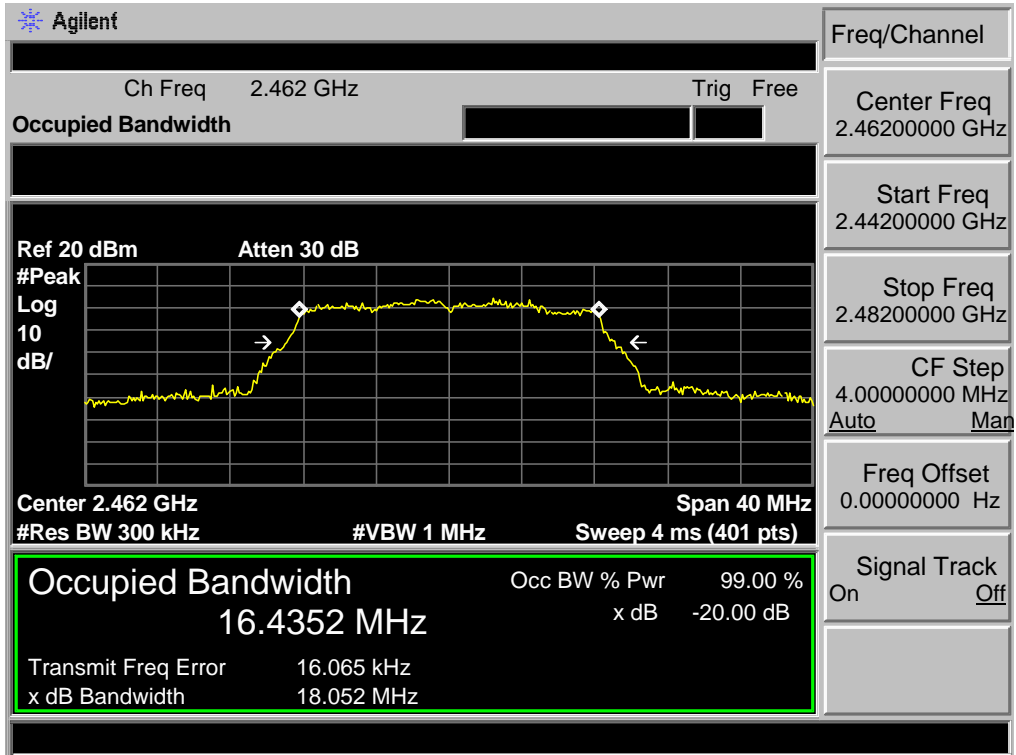 Agilent
Freq/Channel
Ch Freq 2.462 GHz Trig Free
Occupied Bandwidth
Center Freq
2.46200000 GHz
Start Freq
2.44200000 GHz
Stop Freq
2.48200000 GHz
CF Step
4.00000000 MHz
Auto Man
Freq Offset
0.00000000 Hz
Signal Track
On Off
Ref 20 dBm Atten 30 dB
#Peak
Log
10
dB/
Center 2.462 GHz Span 40 MHz
#Res BW 300 kHz #VBW 1 MHz Sweep 4 ms (401 pts)
Occupied Bandwidth Occ BW % Pwr 99.00 %
16.4352 MHz x dB -20.00 dB
Transmit Freq Error 16.065 kHz
x dB Bandwidth 18.052 MHz